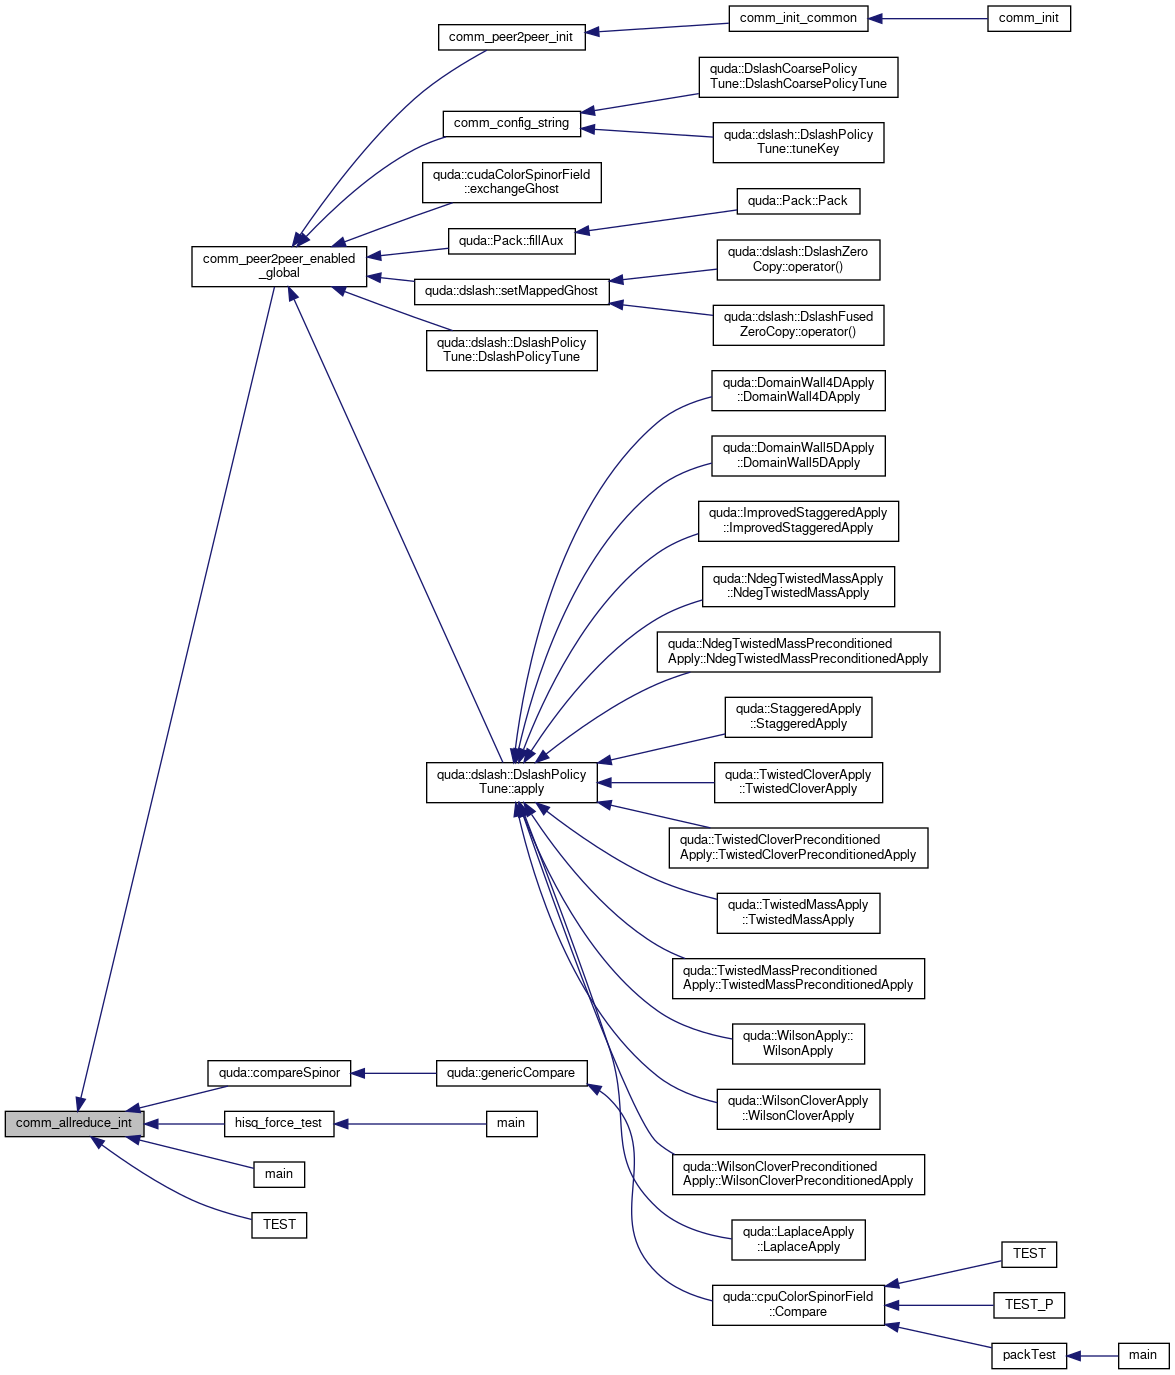 comm_init_common
comm_init
comm_peer2peer_init
quda::DslashCoarsePolicy
Tune::DslashCoarsePolicyTune
comm_config_string
quda::dslash::DslashPolicy
Tune::tuneKey
quda::cudaColorSpinorField
::exchangeGhost
quda::Pack::Pack
quda::Pack::fillAux
comm_peer2peer_enabled
_global
quda::dslash::DslashZero
Copy::operator()
quda::dslash::setMappedGhost
quda::dslash::DslashFused
ZeroCopy::operator()
quda::dslash::DslashPolicy
Tune::DslashPolicyTune
quda::DomainWall4DApply
::DomainWall4DApply
quda::DomainWall5DApply
::DomainWall5DApply
quda::ImprovedStaggeredApply
::ImprovedStaggeredApply
quda::NdegTwistedMassApply
::NdegTwistedMassApply
quda::NdegTwistedMassPreconditioned
Apply::NdegTwistedMassPreconditionedApply
quda::StaggeredApply
::StaggeredApply
quda::dslash::DslashPolicy
Tune::apply
quda::TwistedCloverApply
::TwistedCloverApply
quda::TwistedCloverPreconditioned
Apply::TwistedCloverPreconditionedApply
quda::TwistedMassApply
::TwistedMassApply
quda::TwistedMassPreconditioned
Apply::TwistedMassPreconditionedApply
quda::WilsonApply::
WilsonApply
quda::compareSpinor
quda::genericCompare
quda::WilsonCloverApply
::WilsonCloverApply
comm_allreduce_int
hisq_force_test
main
main
quda::WilsonCloverPreconditioned
Apply::WilsonCloverPreconditionedApply
TEST
quda::LaplaceApply
::LaplaceApply
TEST
quda::cpuColorSpinorField
::Compare
TEST_P
packTest
main